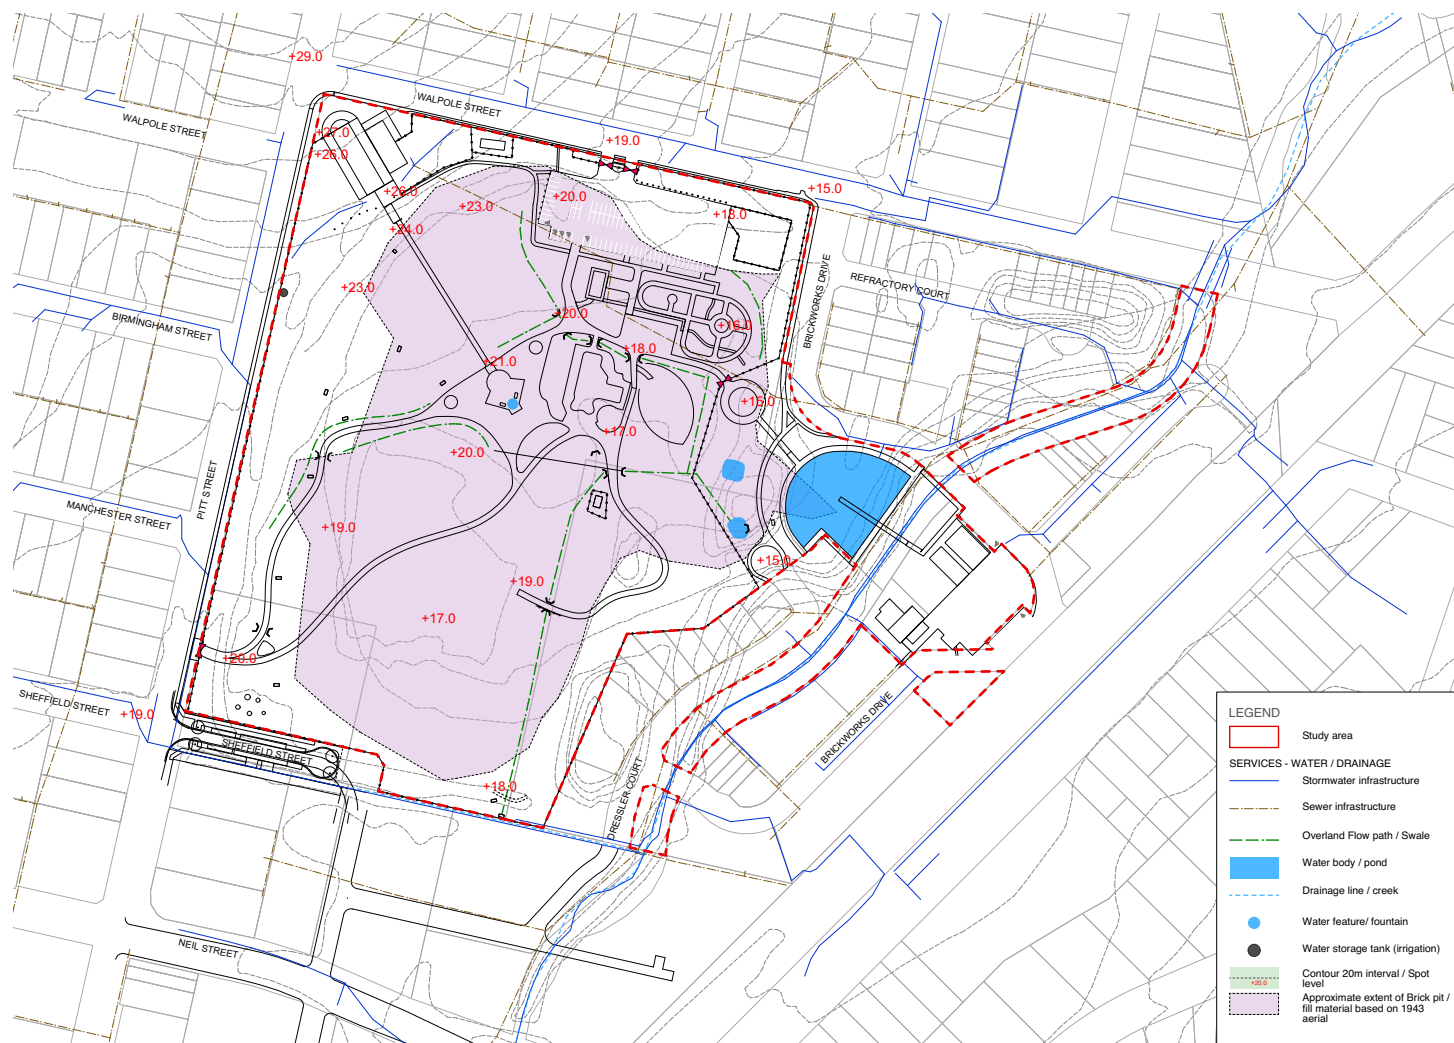 +29.0
WALPOLE STREET
WALPOLE STREET
+27.0
+26.0
+19.0
+26.0
+23.0
+24.0
+20.0
+18.0
+15.0
+23.0
BIRMINGHAM STREET
+20.0
+21.0
+18.0
+16.0
BRICKWORKS DRIVE
REFRACTORY COURT
+15.0
+17.0
+20.0
PITT STREET
MANCHESTER STREET
+19.0
+15.0
+19.0
+17.0
+20.0
SHEFFIELD STREET
+19.0
SHEFFIELD STREET
+18.0
DRESSLER COURT
BRICKWORKS DRIVE
NEIL STREET
LEGEND
Study area
SERVICES - WATER / DRAINAGE
Stormwater infrastructure
Sewer infrastructure
Overland Flow path / Swale
Water body / pond
Drainage line / creek
Water feature/ fountain
Water storage tank (irrigation)
Contour 20m interval / Spot
level
+20.0
Approximate extent of Brick pit /
fill material based on 1943
aerial